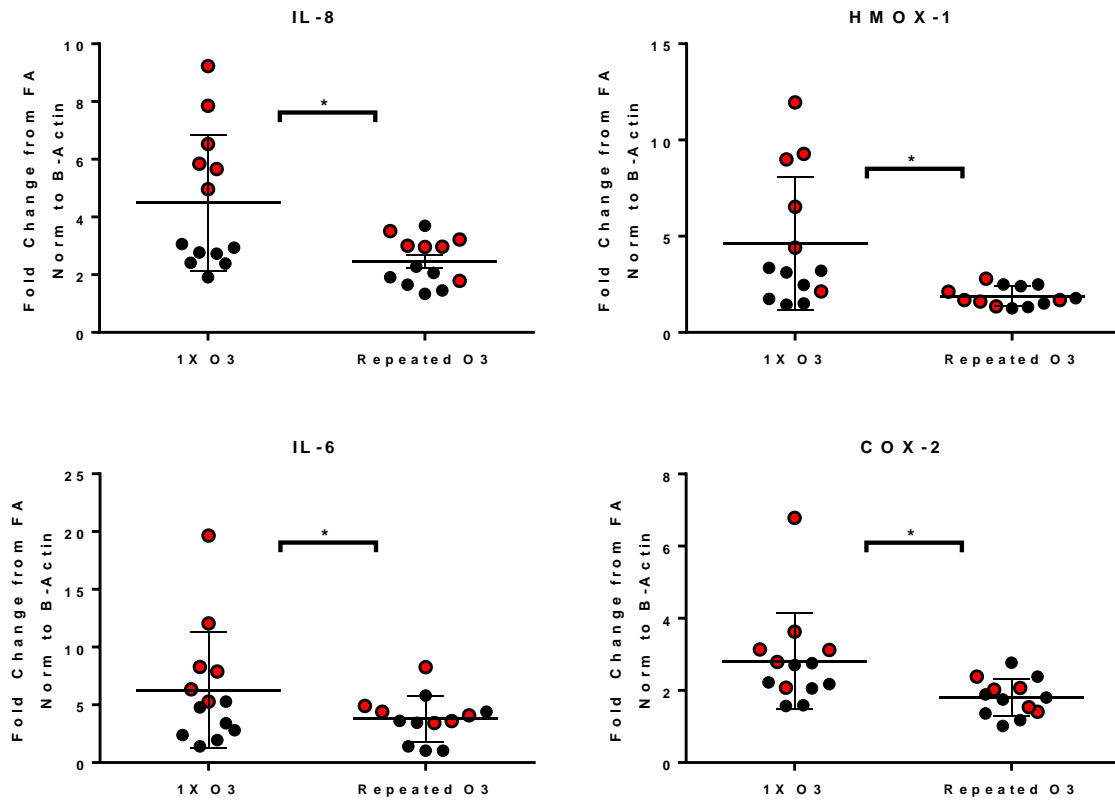 IL-8
Fold Change from FA
Norm to B-Actin
10
8
6
4
2
0
*
1X O3
Repeated O3
HMOX-1
Fold Change from FA
Norm to B-Actin
15
10
5
0
*
1X O3
Repeated O3
IL-6
Fold Change from FA
Norm to B-Actin
25
20
15
10
5
0
*
1X O3
Repeated O3
COX-2
Fold Change from FA
Norm to B-Actin
8
6
4
2
0
*
1X O3
Repeated O3